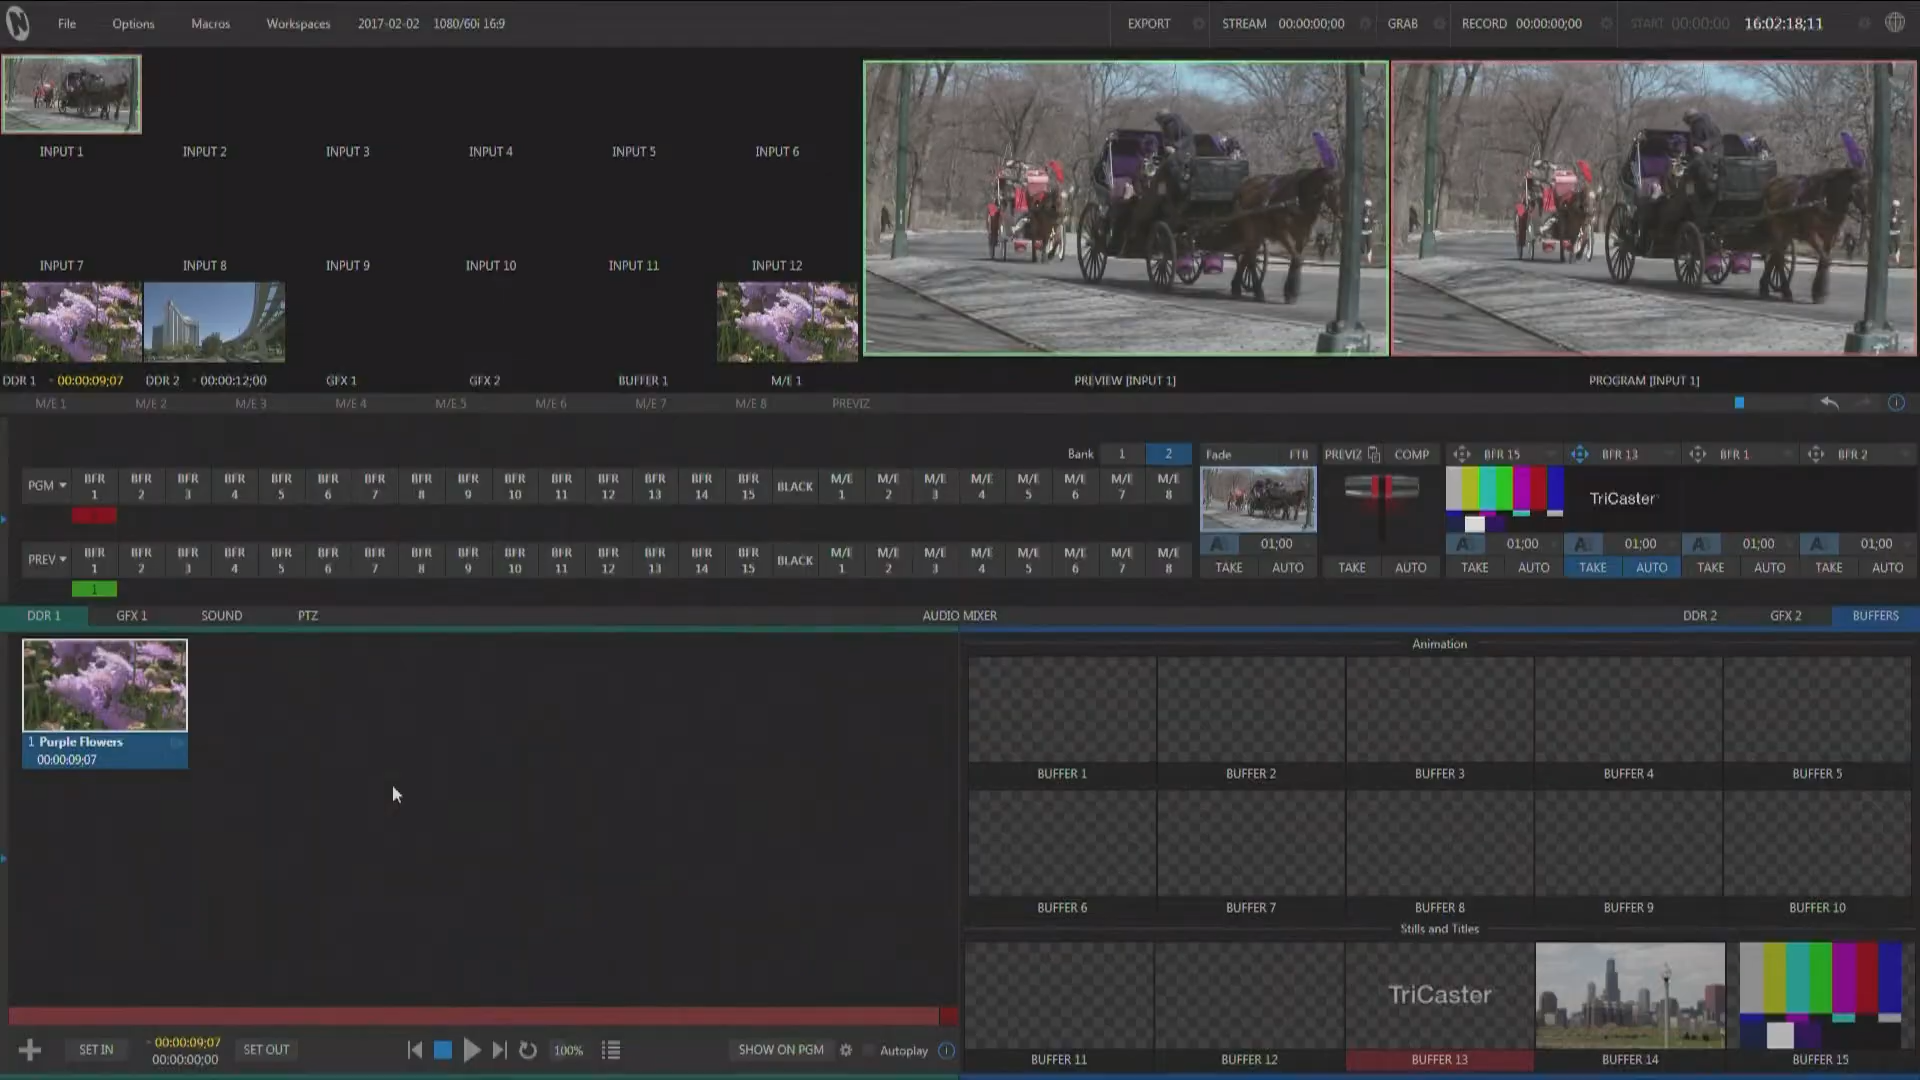 File Options Macros Workspaces 2017-02-02 1080/60i 16:9 EXPORT STREAM 00:00:00;00 GRAB RECORD 00:00:00;00 START 00:00:00 16:02:18;11
INPUT 1 INPUT 2 INPUT 3 INPUT 4 INPUT 5 INPUT 6
INPUT 7 INPUT 8 INPUT 9 INPUT 10 INPUT 11 INPUT 12
DDR 1 00:00:09;07 DDR 2 00:00:12;00 GFX 1 GFX 2 BUFFER 1 M/E 1 PREVIEW [INPUT 1] PROGRAM [INPUT 1]
M/E 1 M/E 2 M/E 3 M/E 4 M/E 5 M/E 6 M/E 7 M/E 8 PREVIZ
Bank 1 2 Fade FTB PREVIZ COMP BFR 15 BFR 13 BFR 1 BFR 2
PGM BFR 1 BFR 2 BFR 3 BFR 4 BFR 5 BFR 6 BFR 7 BFR 8 BFR 9 BFR 10 BFR 11 BFR 12 BFR 13 BFR 14 BFR 15 BLACK M/E 1 M/E 2 M/E 3 M/E 4 M/E 5 M/E 6 M/E 7 M/E 8
TriCaster
01;00 01;00 01;00 01;00 01;00
PREV BFR 1 BFR 2 BFR 3 BFR 4 BFR 5 BFR 6 BFR 7 BFR 8 BFR 9 BFR 10 BFR 11 BFR 12 BFR 13 BFR 14 BFR 15 BLACK M/E 1 M/E 2 M/E 3 M/E 4 M/E 5 M/E 6 M/E 7 M/E 8
TAKE AUTO TAKE AUTO TAKE AUTO TAKE AUTO TAKE AUTO TAKE AUTO
1
DDR 1 GFX 1 SOUND PTZ AUDIO MIXER DDR 2 GFX 2 BUFFERS
Animation
1 Purple Flowers
00:00:09;07
BUFFER 1 BUFFER 2 BUFFER 3 BUFFER 4 BUFFER 5
BUFFER 6 BUFFER 7 BUFFER 8 BUFFER 9 BUFFER 10
Stills and Titles
TriCaster
BUFFER 11 BUFFER 12 BUFFER 13 BUFFER 14 BUFFER 15
SET IN 00:00:09;07 SET OUT 100% SHOW ON PGM Autoplay
00:00:00;00